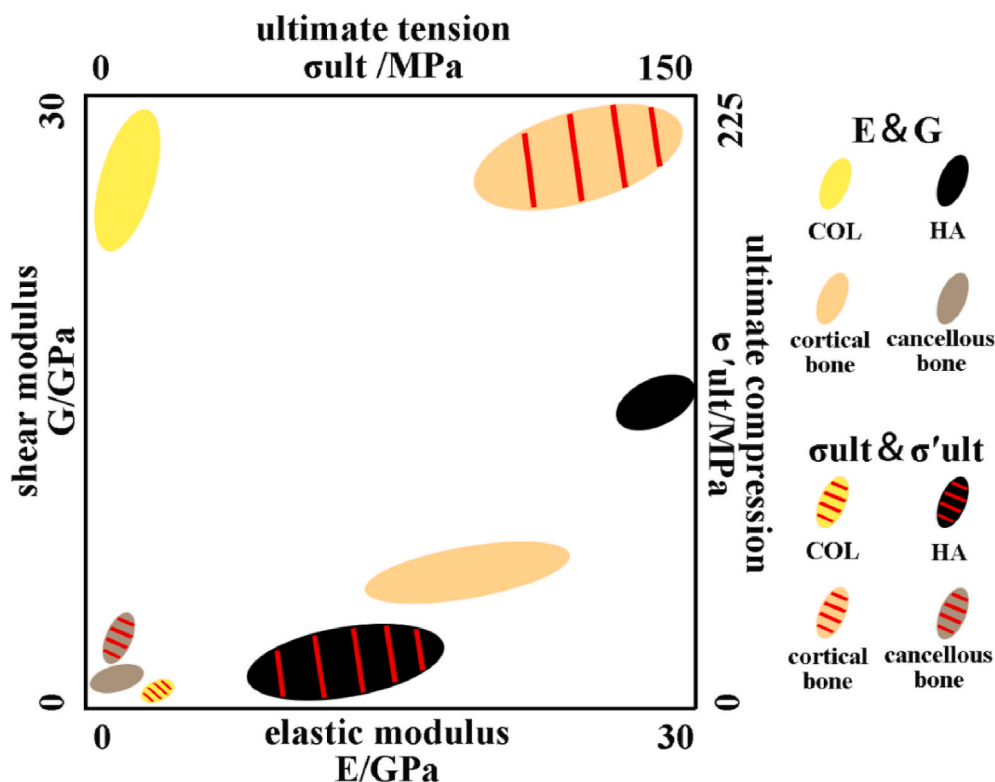 ultimate tension
σult /MPa
0
150
30
shear modulus
G/GPa
0
225
ultimate compression
σ'ult/MPa
0
0
elastic modulus
E/GPa
30
E & G
COL
HA
cortical
bone
cancellous
bone
σult & σ'ult
COL
HA
cortical
bone
cancellous
bone